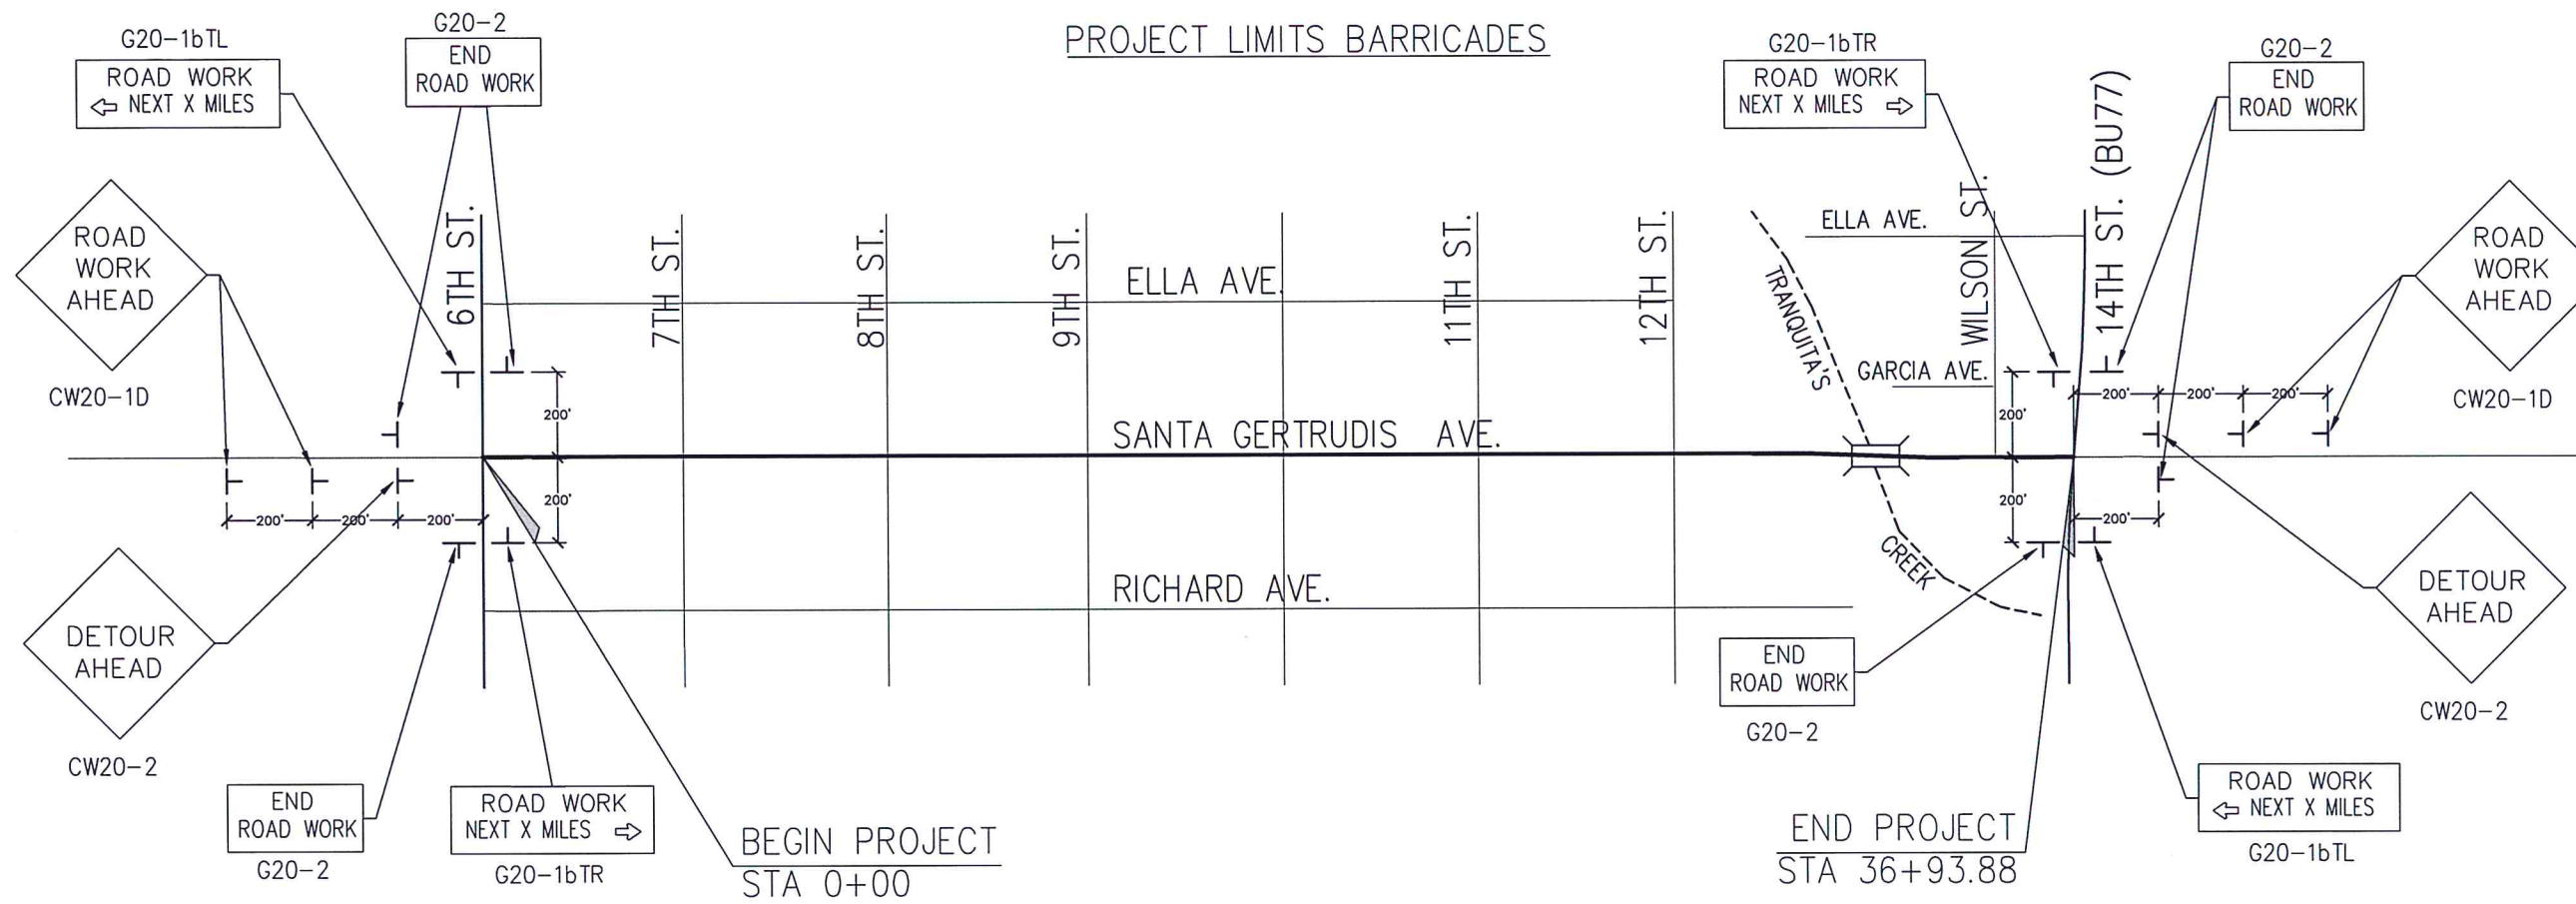 PROJECT LIMITS BARRICADES
G20-1bTL
ROAD WORK
⇦ NEXT X MILES
G20-2
END
ROAD WORK
G20-1bTR
ROAD WORK
NEXT X MILES ⇨
G20-2
END
ROAD WORK
ROAD
WORK
AHEAD
CW20-1D
6TH ST.
7TH ST.
8TH ST.
9TH ST.
11TH ST.
12TH ST.
WILSON ST.
14TH ST. (BU77)
ELLA AVE.
ELLA AVE.
TRANQUITA'S
CREEK
GARCIA AVE.
SANTA GERTRUDIS AVE.
RICHARD AVE.
ROAD
WORK
AHEAD
CW20-1D
200'
200'
200'
200'
200'
200'
200'
200'
200'
200'
200'
DETOUR
AHEAD
CW20-2
DETOUR
AHEAD
CW20-2
END
ROAD WORK
G20-2
ROAD WORK
NEXT X MILES ⇨
G20-1bTR
BEGIN PROJECT
STA 0+00
END
ROAD WORK
G20-2
END PROJECT
STA 36+93.88
ROAD WORK
⇦ NEXT X MILES
G20-1bTL